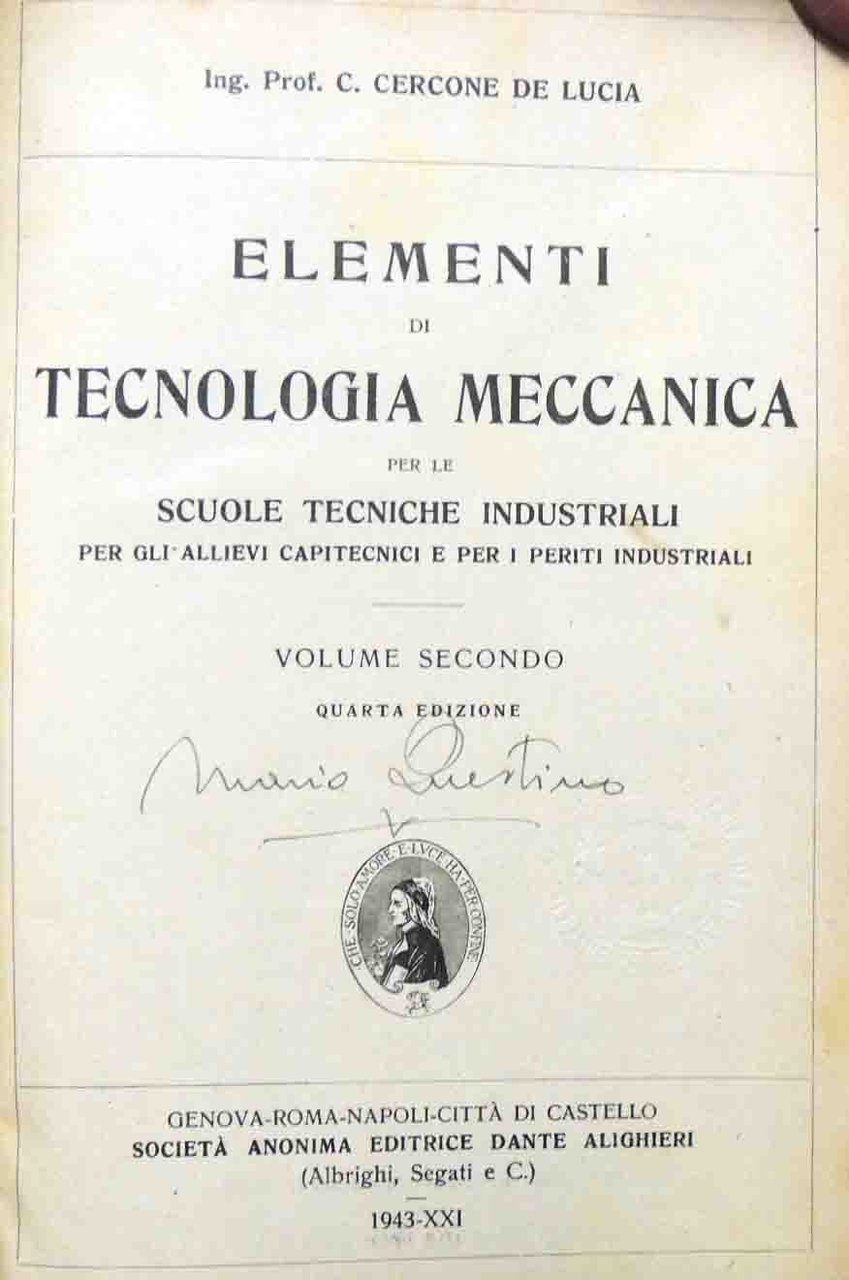 Ing. Prof. C. CERCONE DE LUCIA
ELEMENTI
DI
TECNOLOGIA MECCANICA
PER LE
SCUOLE TECNICHE INDUSTRIALI
PER GLI ALLIEVI CAPITECNICI E PER I PERITI INDUSTRIALI
VOLUME SECONDO
QUARTA EDIZIONE
Mario
CHE SOLO AMORE E LVCE HA PER CONFINE
GENOVA-ROMA-NAPOLI-CITTÀ DI CASTELLO
SOCIETÀ ANONIMA EDITRICE DANTE ALIGHIERI
(Albrighi, Segati e C.)
1943-XXI